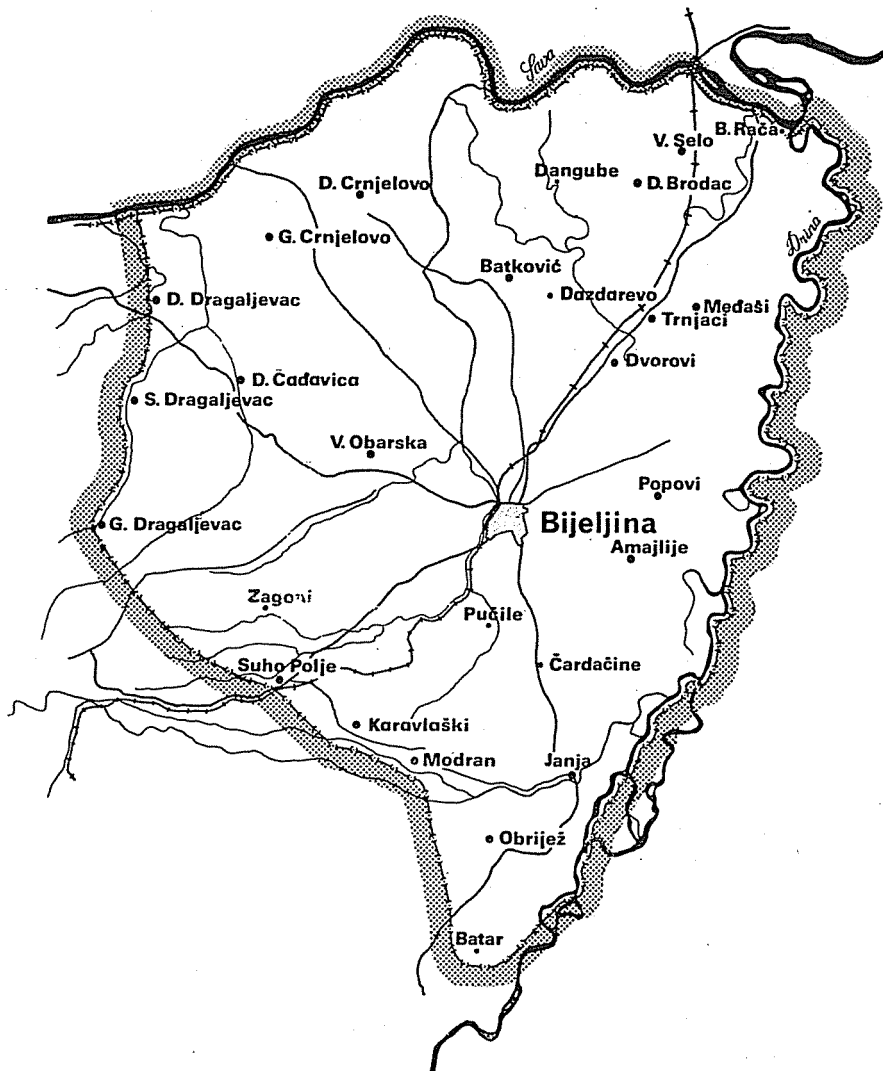 Sava
B. Rača
V. Selo
Dangube
D. Brodac
D. Crnjelovo
G. Crnjelovo
Drina
Batković
Dazdarevo
D. Dragaljevac
Međaši
Trnjaci
Dvorovi
D. Čađavica
S. Dragaljevac
V. Obarska
Popovi
G. Dragaljevac
Bijeljina
Amajlije
Zagoni
Pučile
Suho Polje
Čardačine
Karavlaški
Modran
Janja
Obrijež
Batar